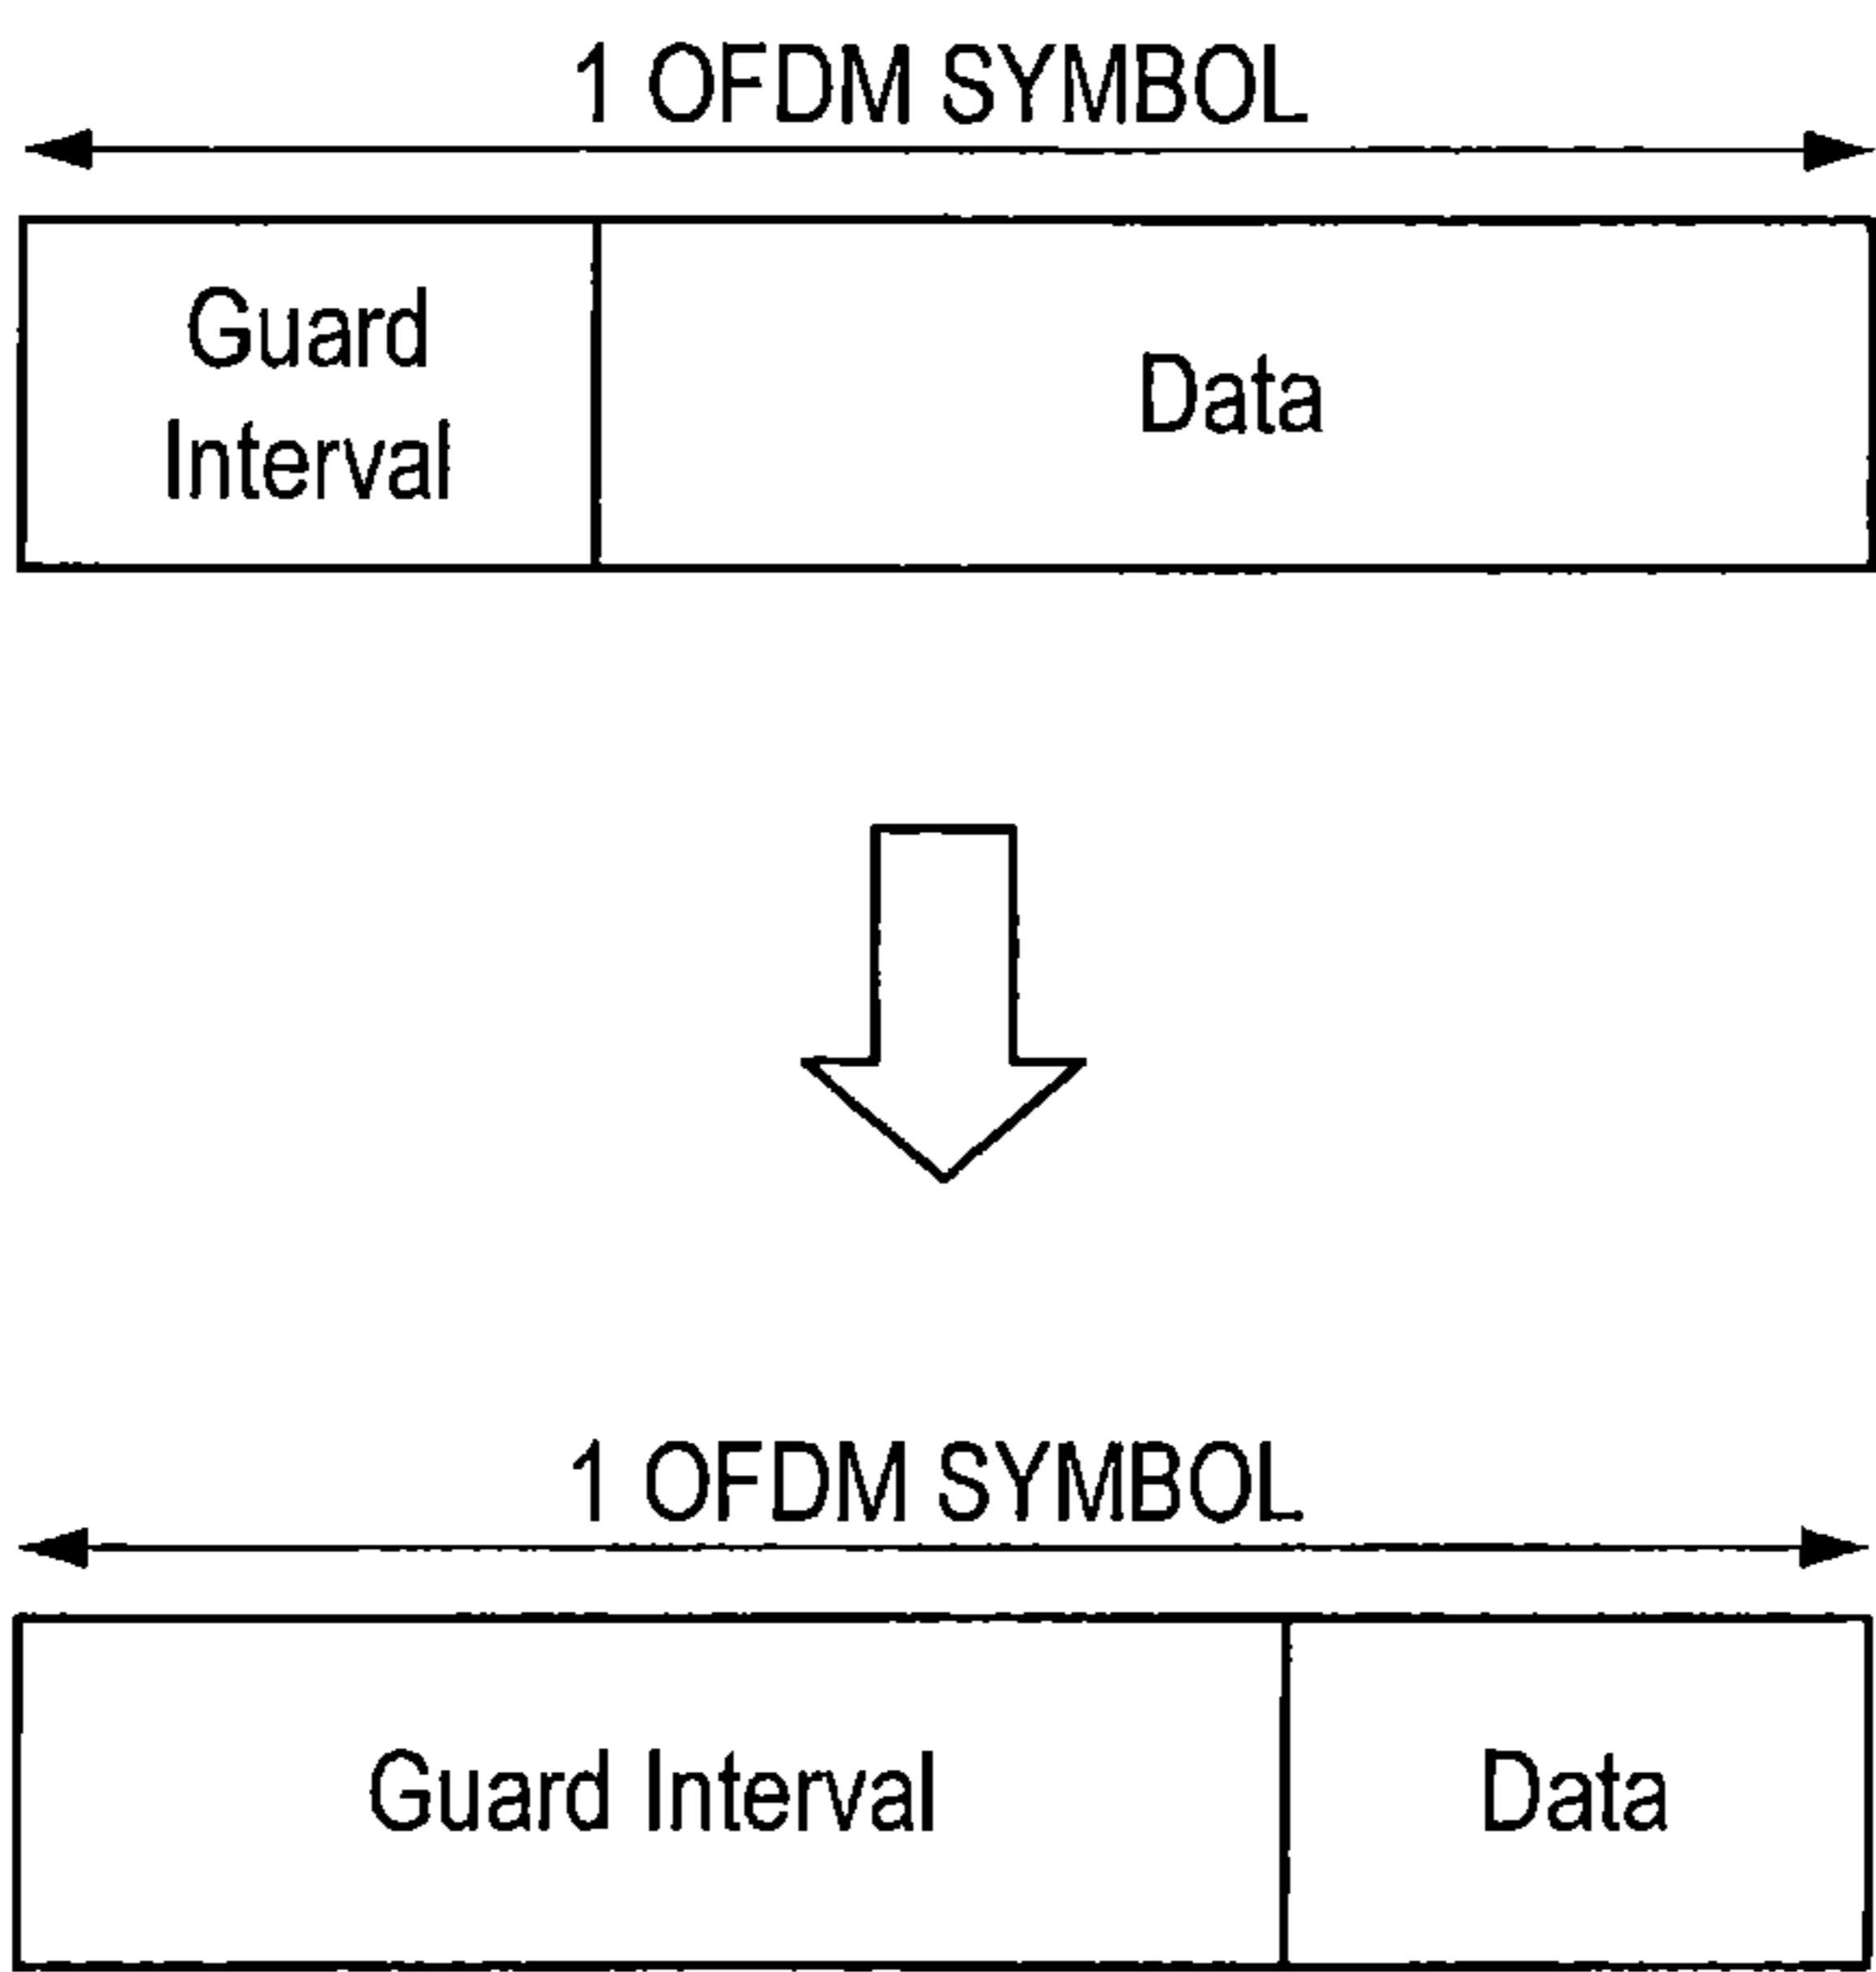 1 OFDM SYMBOL
Guard
Interval
Data
1 OFDM SYMBOL
Guard Interval
Data